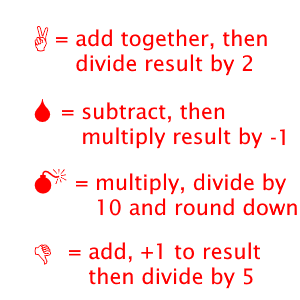 ✌ = add together, then
divide result by 2
💧 = subtract, then
multiply result by -1
💣 = multiply, divide by
10 and round down
👎 = add, +1 to result
then divide by 5